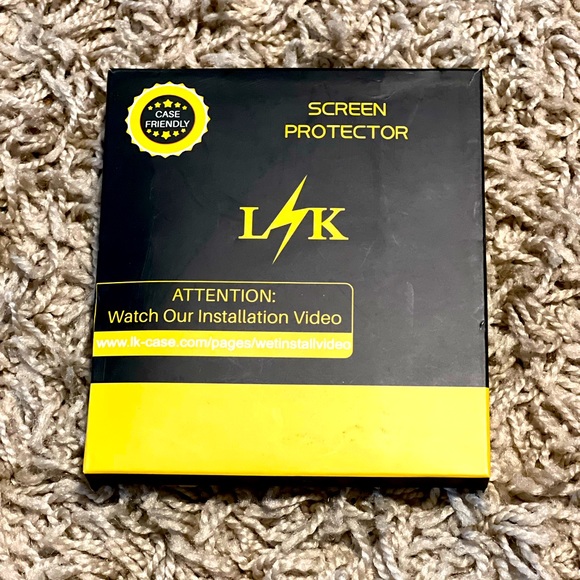 CASE
FRIENDLY
SCREEN
PROTECTOR
LK
ATTENTION:
Watch Our Installation Video
www.lk-case.com/pages/wetinstallvideo